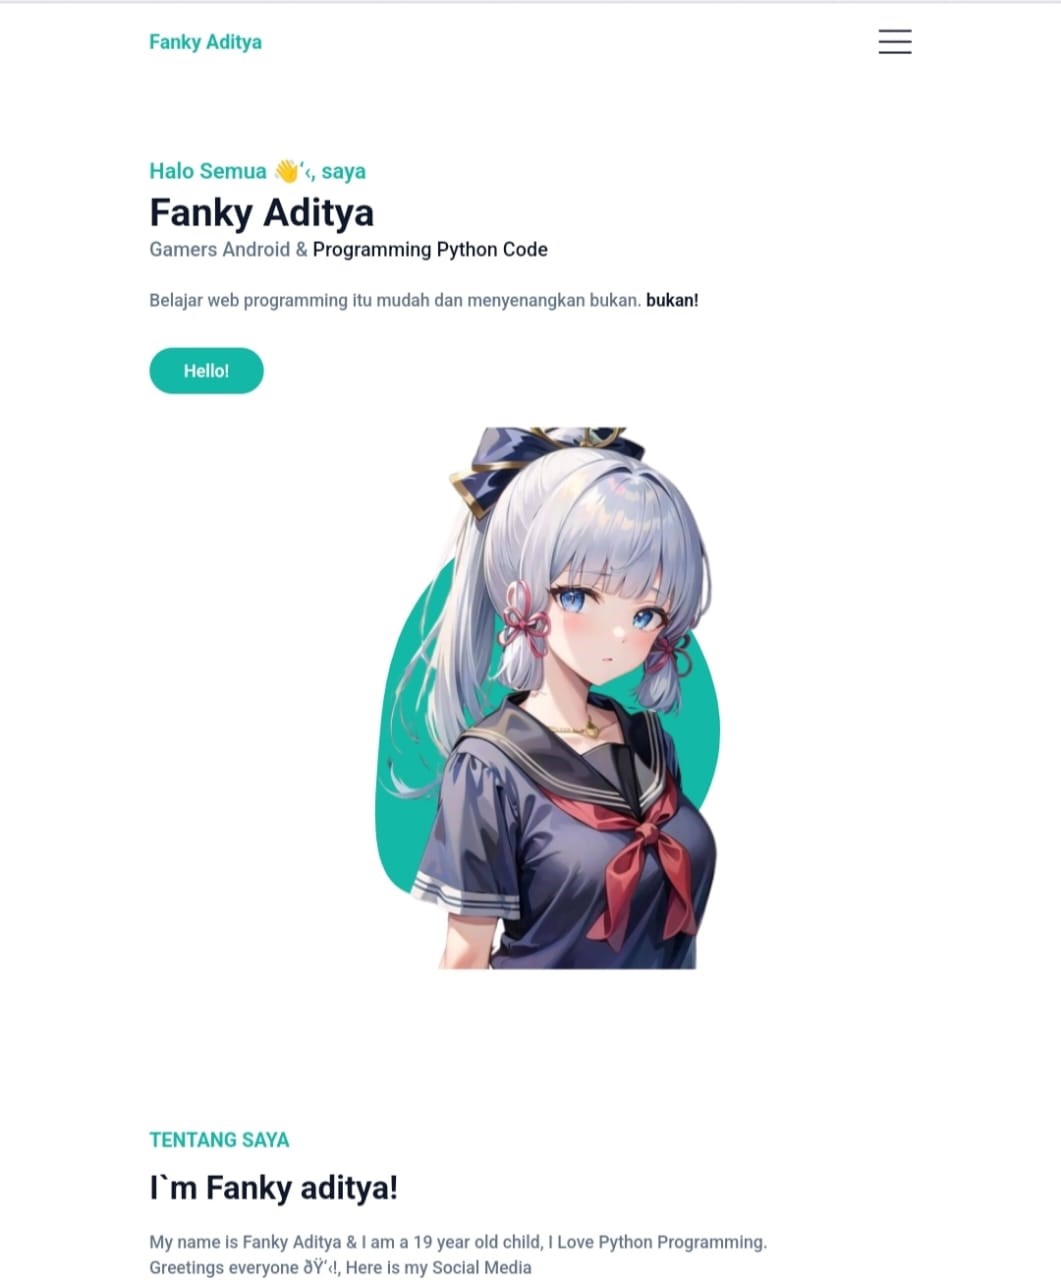 Fanky Aditya
Halo Semua 👋‘‹, saya
Fanky Aditya
Gamers Android & Programming Python Code
Belajar web programming itu mudah dan menyenangkan bukan. bukan!
Hello!
TENTANG SAYA
I`m Fanky aditya!
My name is Fanky Aditya & I am a 19 year old child, I Love Python Programming.
Greetings everyone ðŸ‘‹!, Here is my Social Media